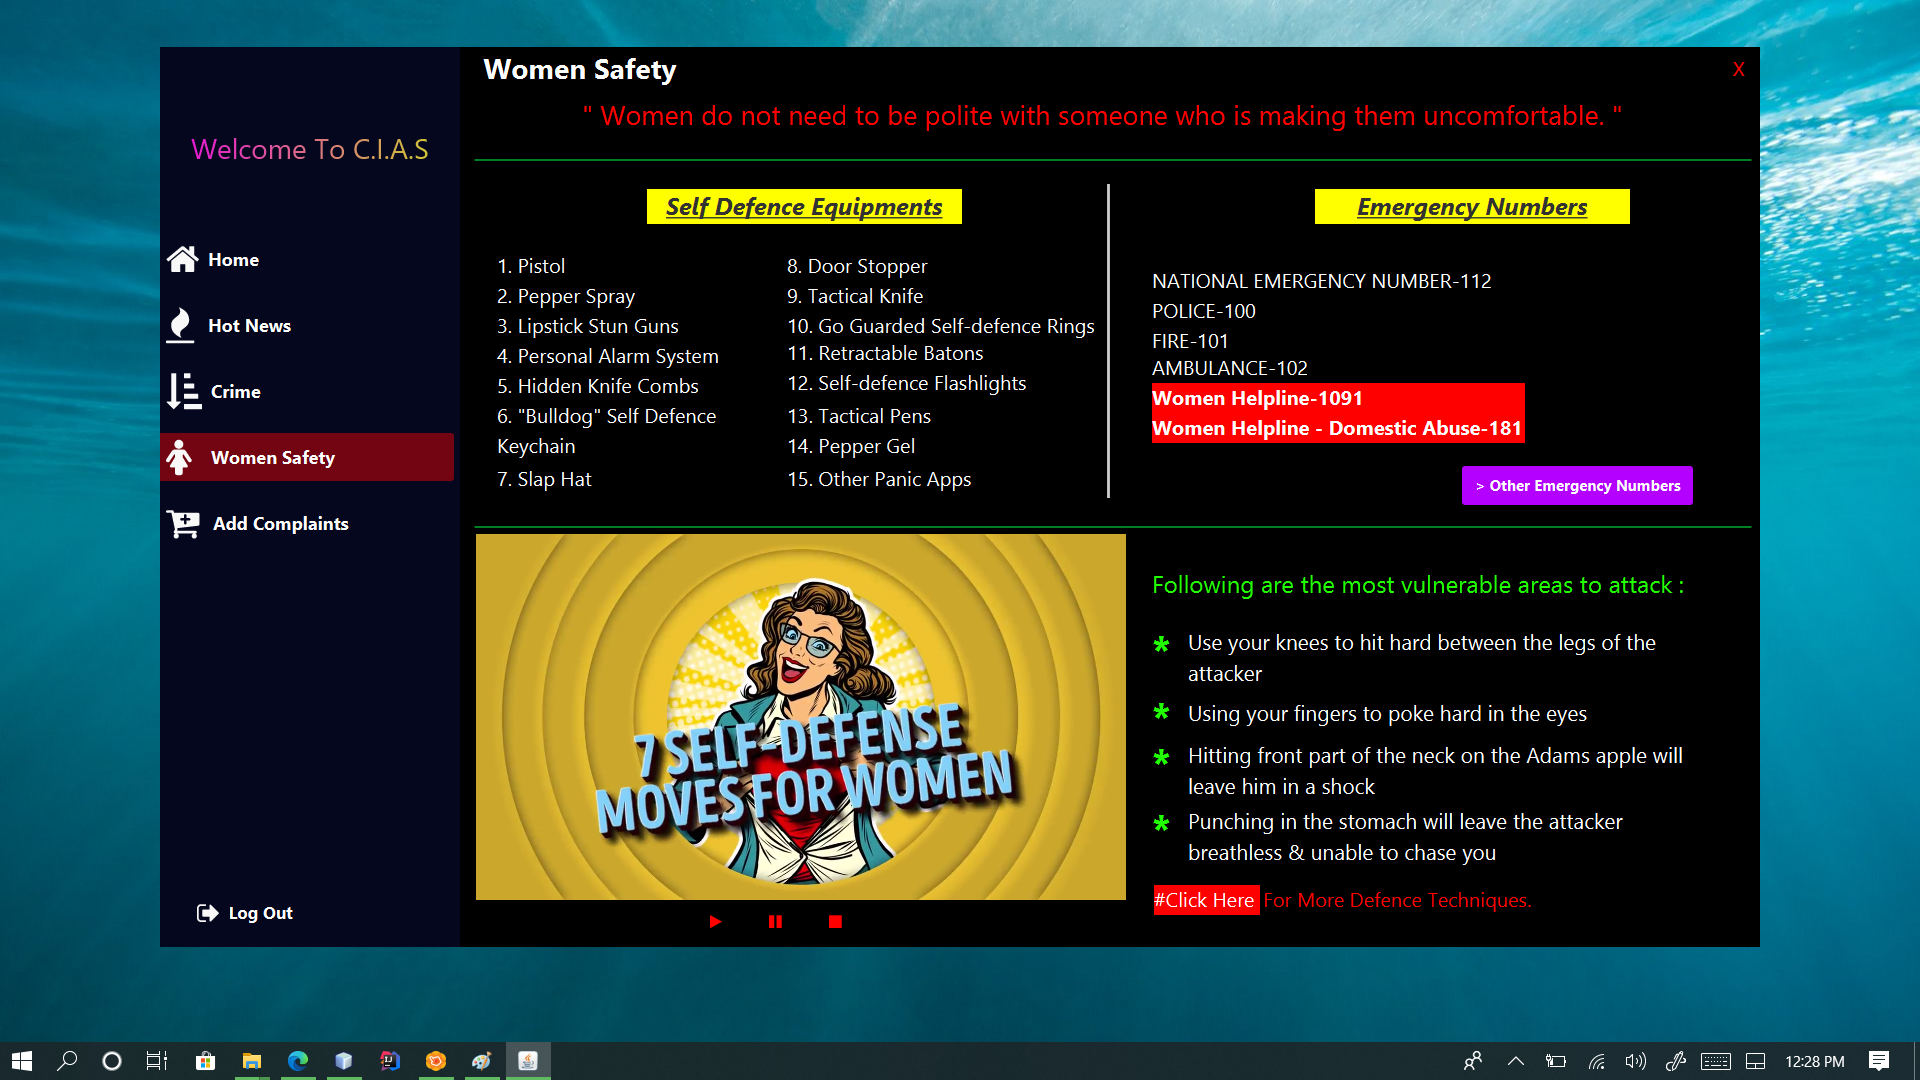 Women Safety
X
" Women do not need to be polite with someone who is making them uncomfortable. "
Welcome To C.I.A.S
Home
Hot News
Crime
Women Safety
Add Complaints
Log Out
Self Defence Equipments
1. Pistol
2. Pepper Spray
3. Lipstick Stun Guns
4. Personal Alarm System
5. Hidden Knife Combs
6. "Bulldog" Self Defence
Keychain
7. Slap Hat
8. Door Stopper
9. Tactical Knife
10. Go Guarded Self-defence Rings
11. Retractable Batons
12. Self-defence Flashlights
13. Tactical Pens
14. Pepper Gel
15. Other Panic Apps
Emergency Numbers
NATIONAL EMERGENCY NUMBER-112
POLICE-100
FIRE-101
AMBULANCE-102
Women Helpline-1091
Women Helpline - Domestic Abuse-181
> Other Emergency Numbers
7 SELF-DEFENSE
MOVES FOR WOMEN
Following are the most vulnerable areas to attack :
* Use your knees to hit hard between the legs of the
attacker
* Using your fingers to poke hard in the eyes
* Hitting front part of the neck on the Adams apple will
leave him in a shock
* Punching in the stomach will leave the attacker
breathless & unable to chase you
#Click Here For More Defence Techniques.
12:28 PM